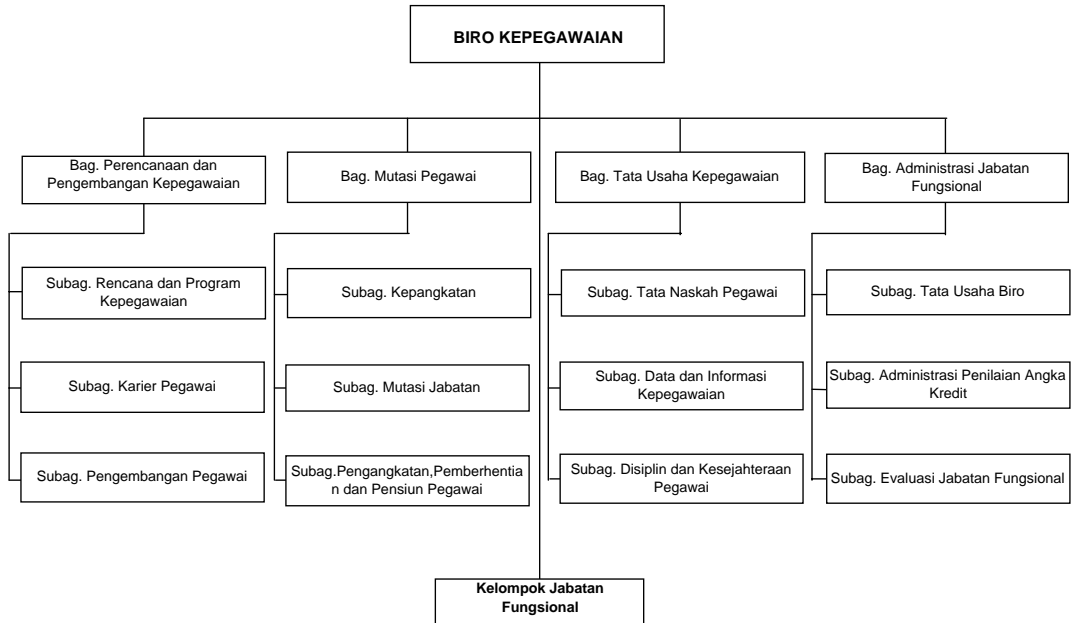 BIRO KEPEGAWAIAN
Bag. Perencanaan dan
Pengembangan Kepegawaian
Bag. Mutasi Pegawai
Bag. Tata Usaha Kepegawaian
Bag. Administrasi Jabatan
Fungsional
Subag. Rencana dan Program
Kepegawaian
Subag. Kepangkatan
Subag. Tata Naskah Pegawai
Subag. Tata Usaha Biro
Subag. Karier Pegawai
Subag. Mutasi Jabatan
Subag. Data dan Informasi
Kepegawaian
Subag. Administrasi Penilaian Angka
Kredit
Subag. Pengembangan Pegawai
Subag.Pengangkatan,Pemberhentia
n dan Pensiun Pegawai
Subag. Disiplin dan Kesejahteraan
Pegawai
Subag. Evaluasi Jabatan Fungsional
Kelompok Jabatan
Fungsional